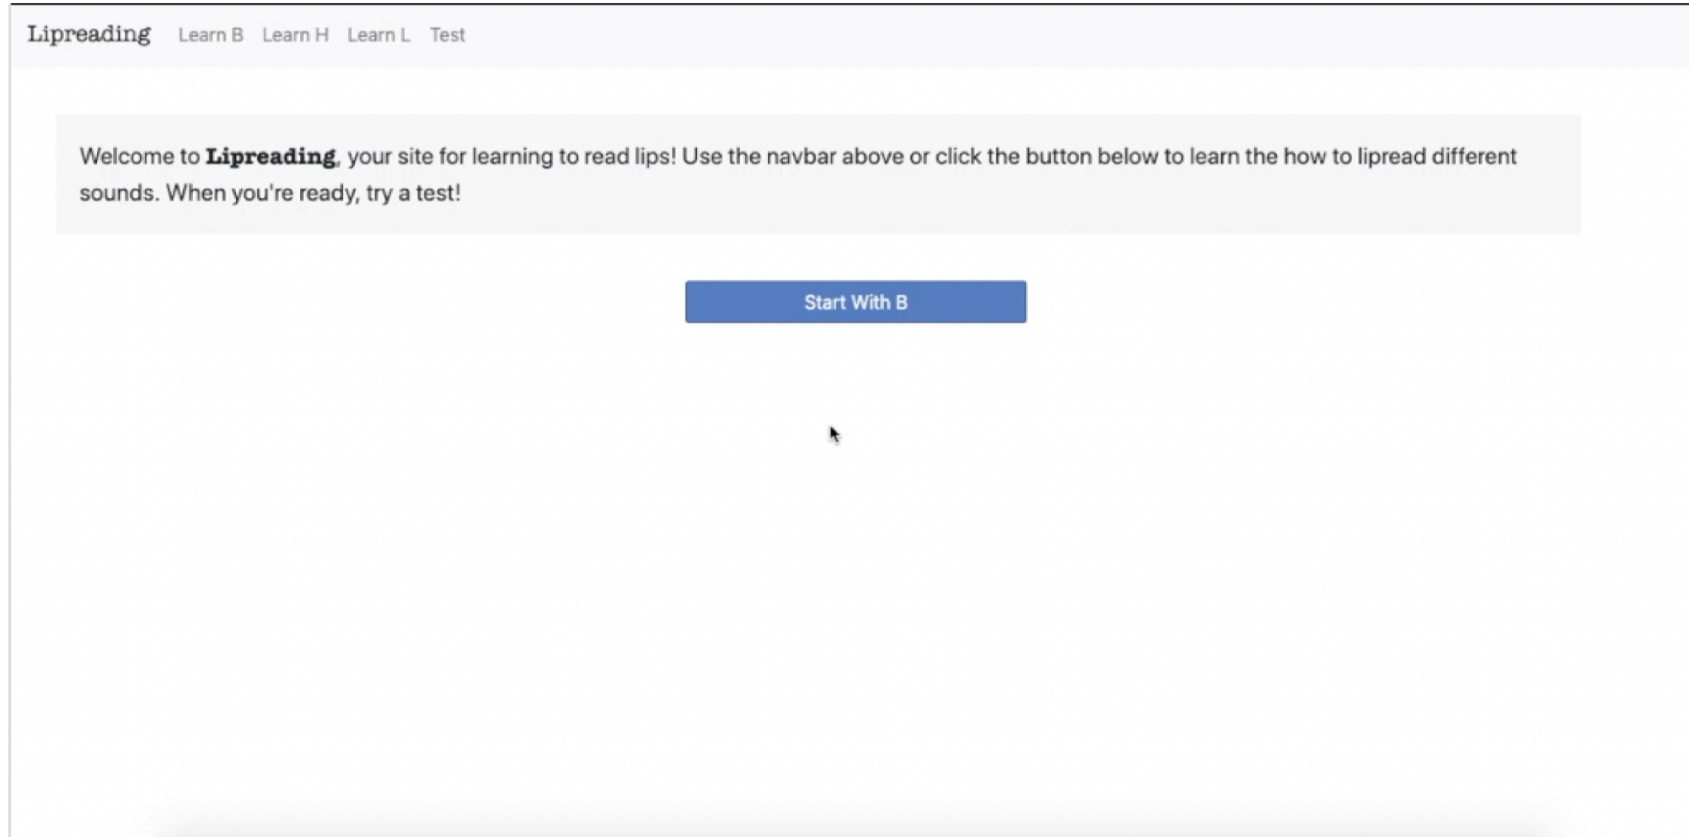 Lipreading Learn B Learn H Learn L Test
Welcome to Lipreading, your site for learning to read lips! Use the navbar above or click the button below to learn the how to lipread different
sounds. When you're ready, try a test!
Start With B